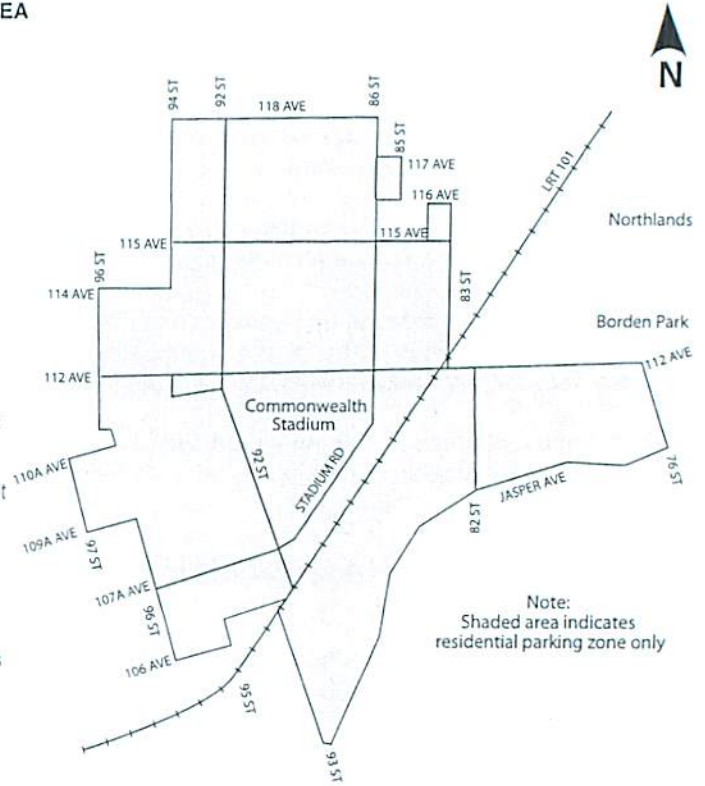 EA
N
94 ST
92 ST
118 AVE
86 ST
85 ST
117 AVE
116 AVE
LRT 101
Northlands
115 AVE
115 AVE
96 ST
83 ST
114 AVE
Borden Park
112 AVE
112 AVE
Commonwealth
Stadium
92 ST
STADIUM RD
110A AVE
76 ST
JASPER AVE
82 ST
109A AVE
97 ST
107A AVE
96 ST
Note:
Shaded area indicates
residential parking zone only
106 AVE
95 ST
93 ST